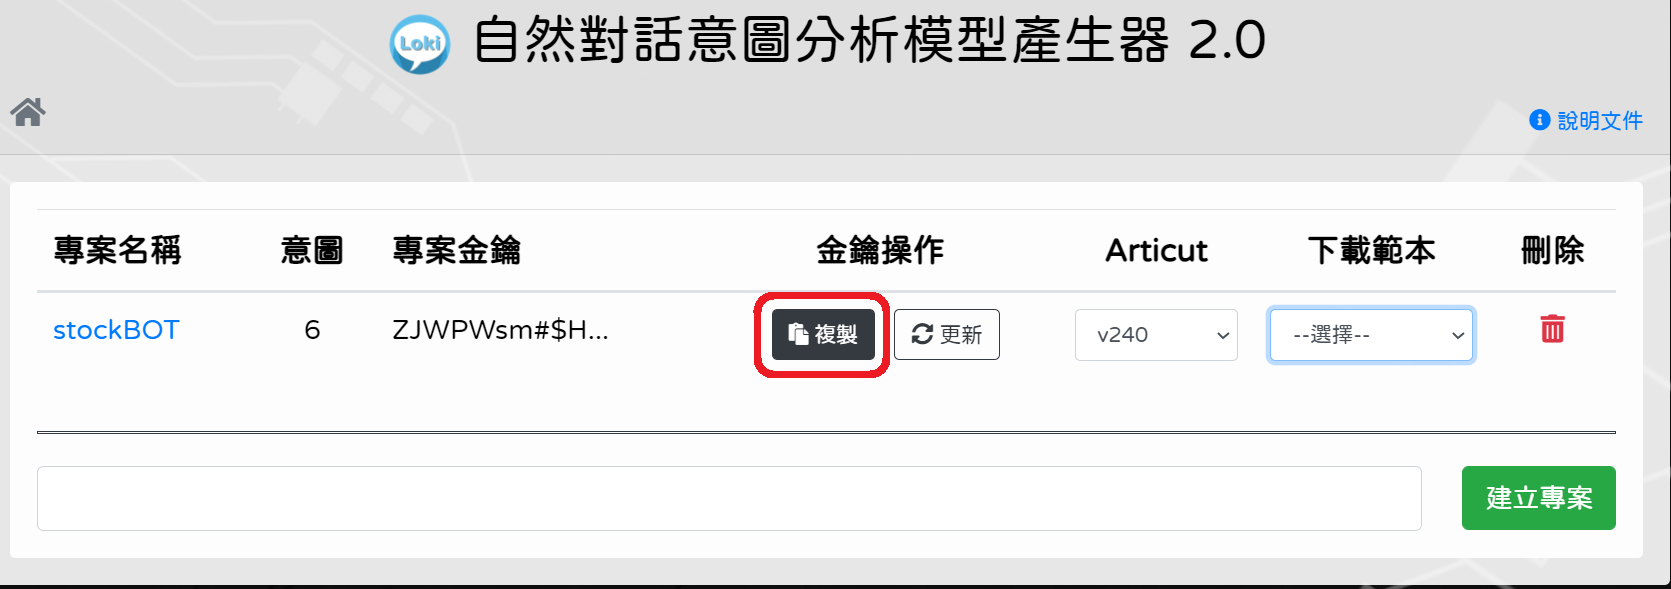 Loki 自然對話意圖分析模型產生器 2.0
說明文件
專案名稱 意圖 專案金鑰 金鑰操作 Articut 下載範本 刪除
stockBOT 6 ZJWPWsm#$H... 複製 更新 v240 --選擇--
建立專案